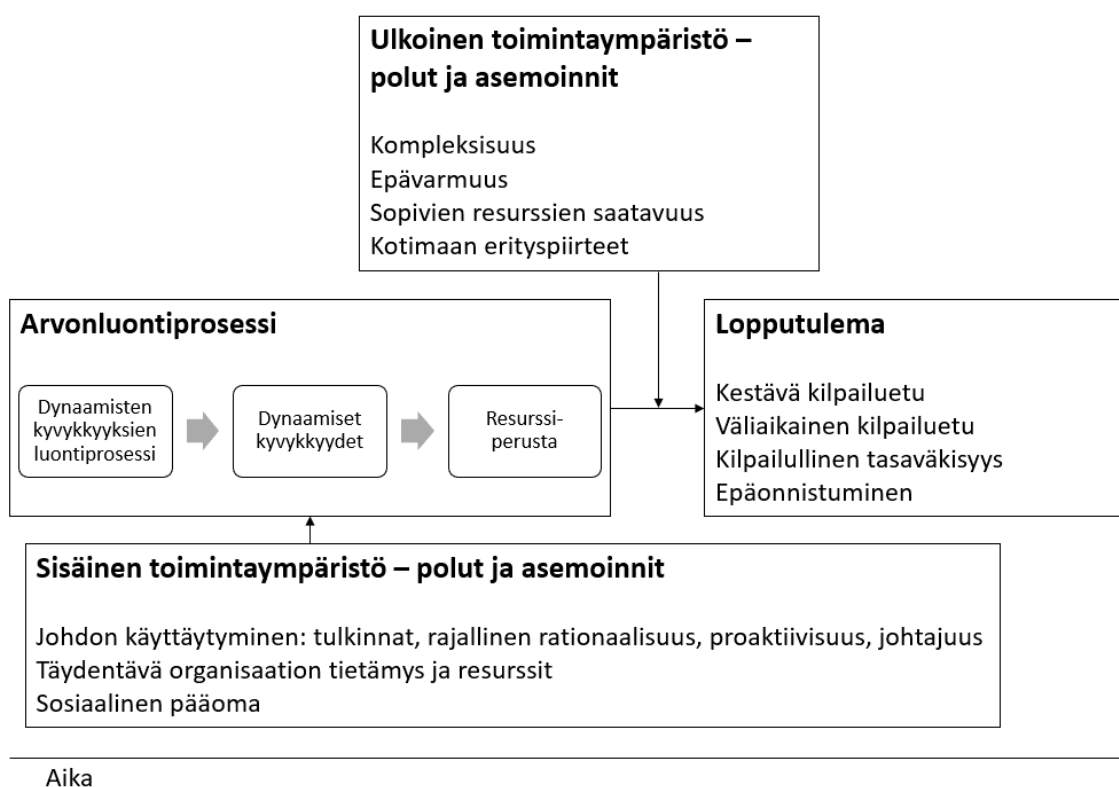 Ulkoinen toimintaympäristö –
polut ja asemoinnit
Kompleksisuus
Epävarmuus
Sopivien resurssien saatavuus
Kotimaan erityispiirteet
Arvonluontiprosessi
Dynaamisten
kyvykkyyksien
luontiprosessi
Dynaamiset
kyvykkyydet
Resurssi-
perusta
Lopputulema
Kestävä kilpailuetu
Väliaikainen kilpailuetu
Kilpailullinen tasaväkisyys
Epäonnistuminen
Sisäinen toimintaympäristö – polut ja asemoinnit
Johdon käyttäytyminen: tulkinnat, rajallinen rationaalisuus, proaktiivisuus, johtajuus
Täydentävä organisaation tietämys ja resurssit
Sosiaalinen pääoma
Aika